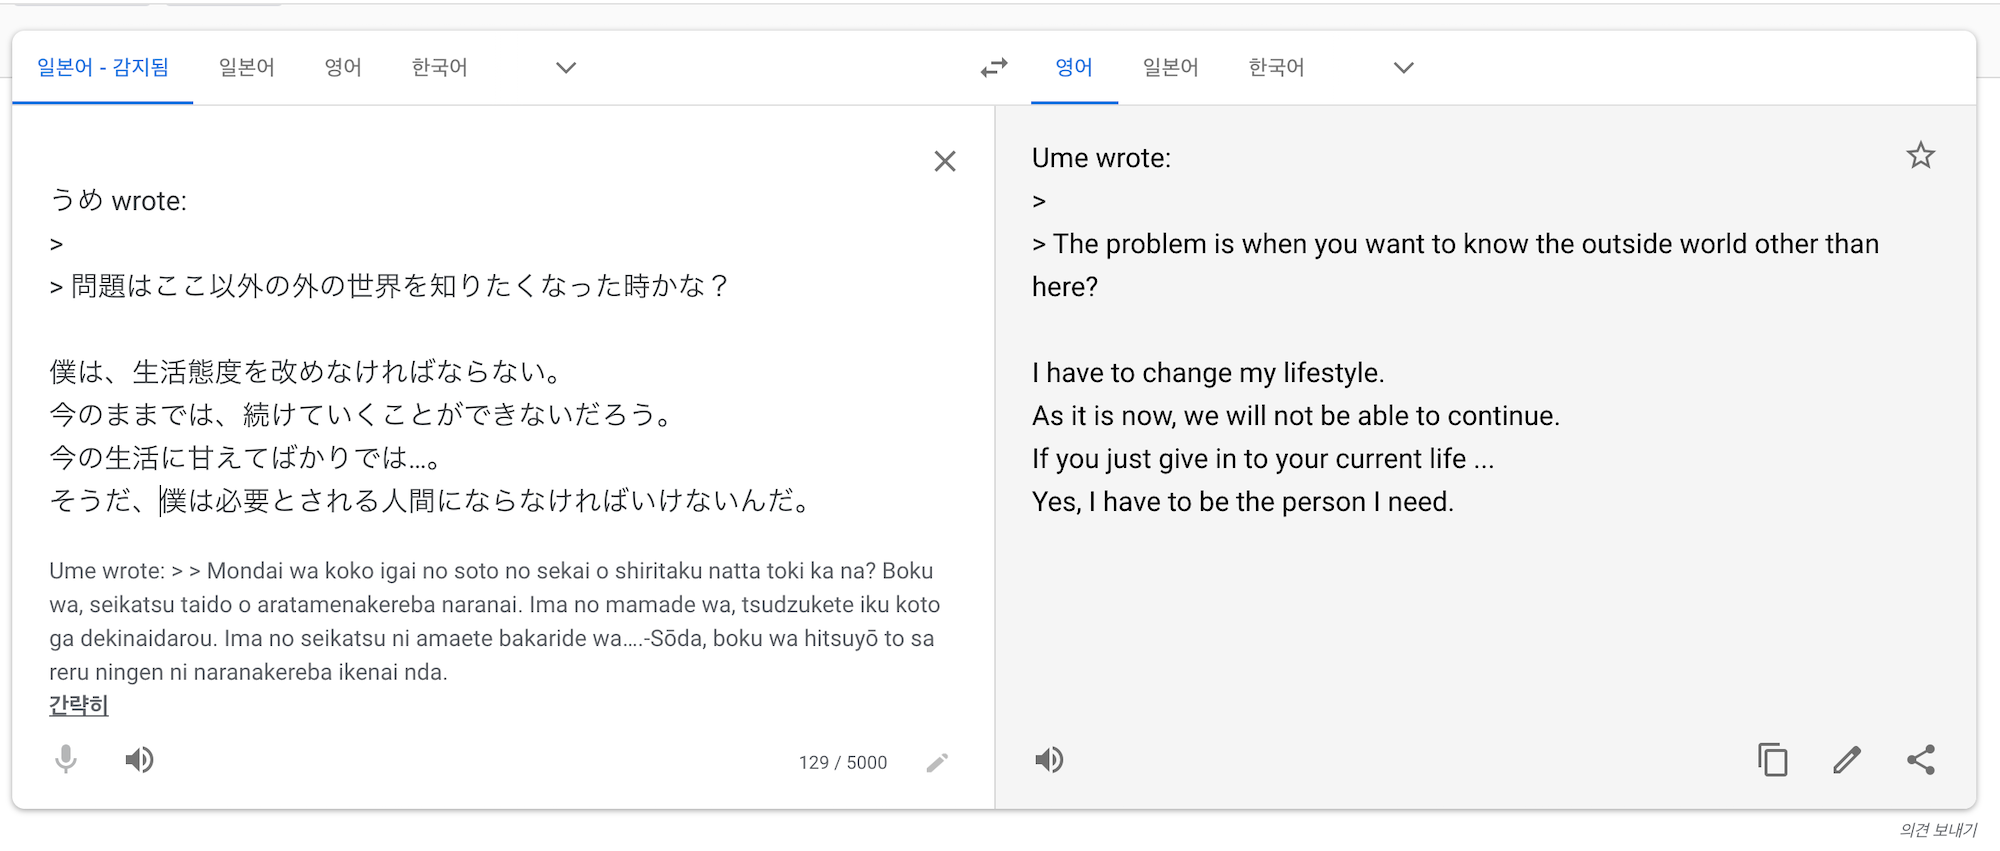 일본어 - 감지됨 일본어 영어 한국어
영어 일본어 한국어
うめ wrote:
>
> 問題はここ以外の外の世界を知りたくなった時かな？
僕は、生活態度を改めなければならない。
今のままでは、続けていくことができないだろう。
今の生活に甘えてばかりでは…。
そうだ、僕は必要とされる人間にならなければいけないんだ。
Ume wrote: > > Mondai wa koko igai no soto no sekai o shiritaku natta toki ka na? Boku
wa, seikatsu taido o aratamenakereba naranai. Ima no mamade wa, tsudzukete iku koto
ga dekinaidarou. Ima no seikatsu ni amaete bakaride wa….-Sōda, boku wa hitsuyō to sa
reru ningen ni naranakereba ikenai nda.
간략히
129 / 5000
Ume wrote:
>
> The problem is when you want to know the outside world other than
here?
I have to change my lifestyle.
As it is now, we will not be able to continue.
If you just give in to your current life ...
Yes, I have to be the person I need.
의견 보내기